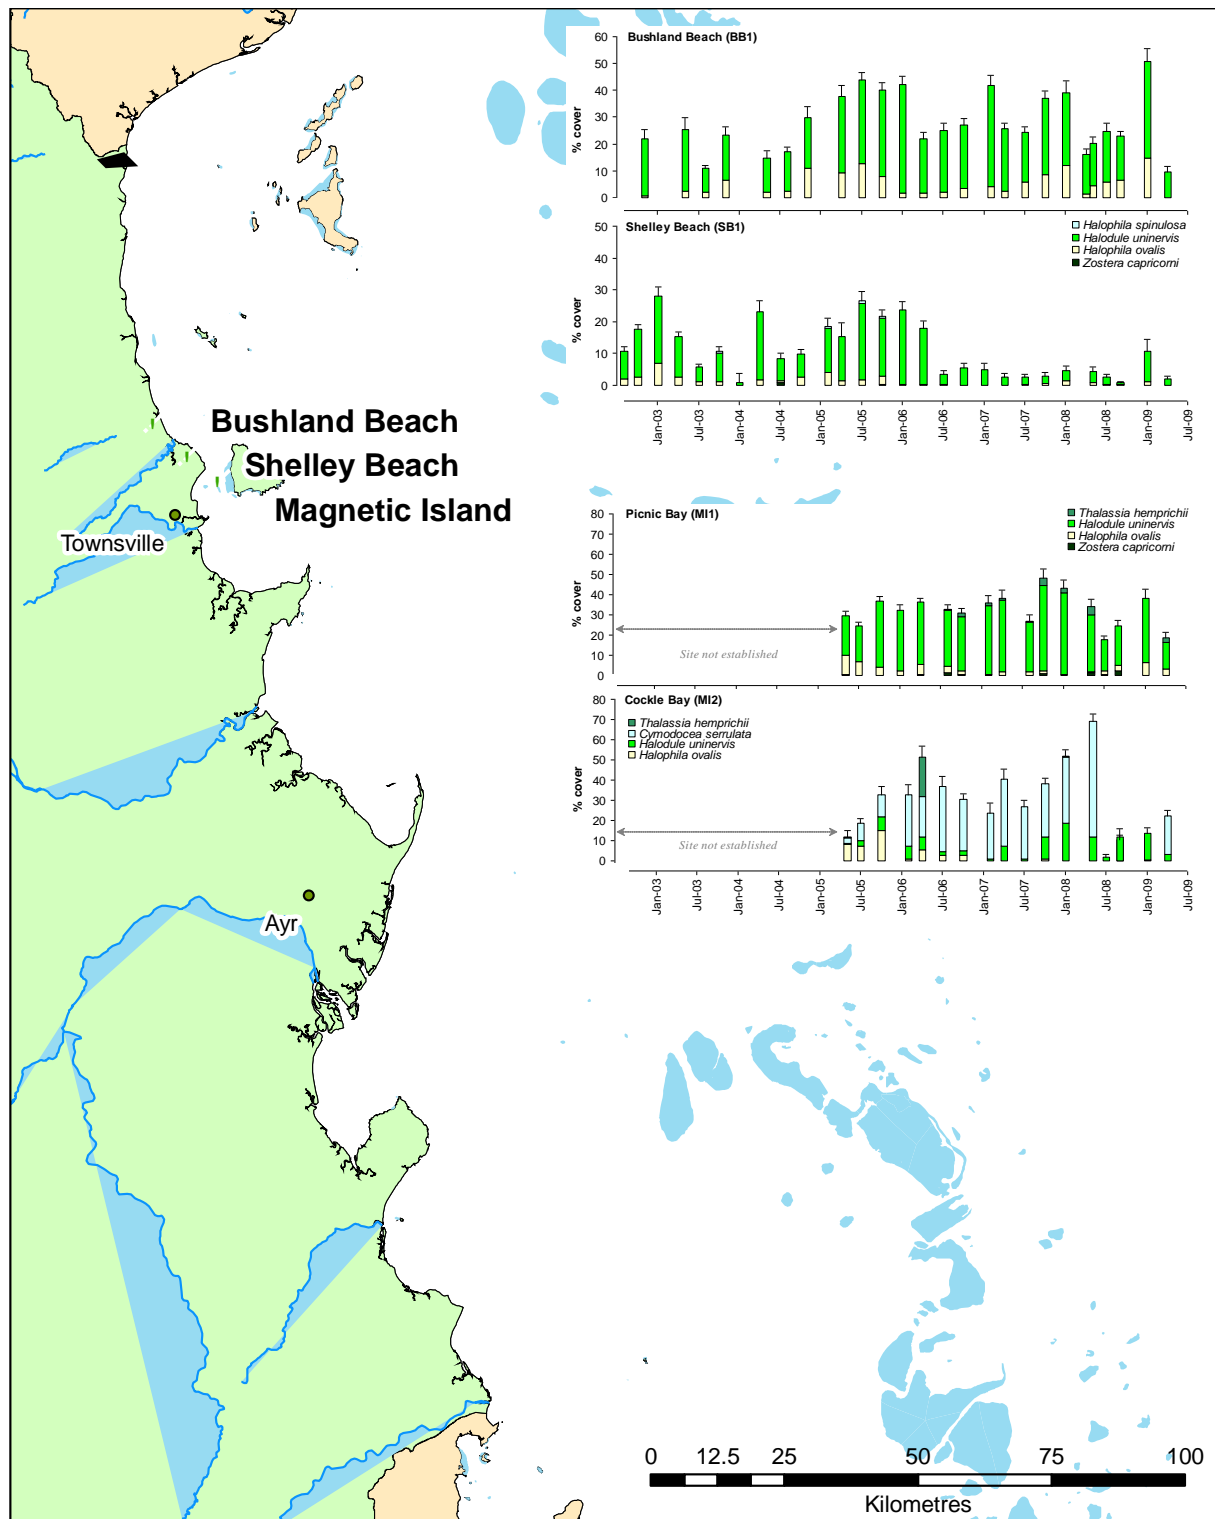 Bushland Beach (BB1)
60
50
40
30
20
10
0
% cover
Shelley Beach (SB1)
Halophila spinulosa
Halodule uninervis
Halophila ovalis
Zostera capricorni
50
40
30
20
10
0
% cover
Jan-03
Jul-03
Jan-04
Jul-04
Jan-05
Jul-05
Jan-06
Jul-06
Jan-07
Jul-07
Jan-08
Jul-08
Jan-09
Jul-09
Bushland Beach
Shelley Beach
Magnetic Island
Townsville
Picnic Bay (MI1)
Thalassia hemprichii
Halodule uninervis
Halophila ovalis
Zostera capricorni
80
70
60
50
40
30
20
10
0
% cover
Site not established
Cockle Bay (MI2)
Thalassia hemprichii
Cymodocea serrulata
Halodule uninervis
Halophila ovalis
80
70
60
50
40
30
20
10
0
% cover
Site not established
Jan-03
Jul-03
Jan-04
Jul-04
Jan-05
Jul-05
Jan-06
Jul-06
Jan-07
Jul-07
Jan-08
Jul-08
Jan-09
Jul-09
Ayr
0 12.5 25 50 75 100
Kilometres